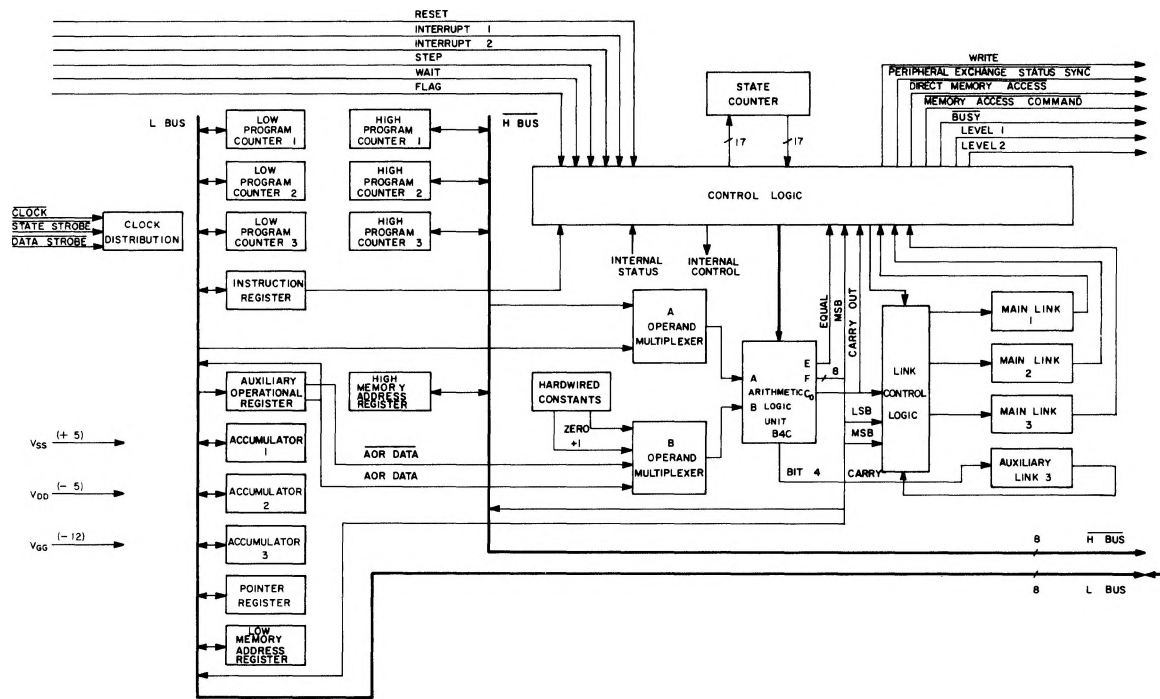 RESET
INTERRUPT 1
INTERRUPT 2
STEP
WAIT
FLAG
WRITE
PERIPHERAL EXCHANGE STATUS SYNC
DIRECT MEMORY ACCESS
MEMORY ACCESS COMMAND
BUSY
LEVEL 1
LEVEL 2
STATE
COUNTER
17
17
CONTROL LOGIC
L BUS
H BUS
LOW
PROGRAM
COUNTER 1
HIGH
PROGRAM
COUNTER 1
LOW
PROGRAM
COUNTER 2
HIGH
PROGRAM
COUNTER 2
LOW
PROGRAM
COUNTER 3
HIGH
PROGRAM
COUNTER 3
CLOCK
STATE STROBE
DATA STROBE
CLOCK
DISTRIBUTION
INSTRUCTION
REGISTER
INTERNAL
STATUS
INTERNAL
CONTROL
A
OPERAND
MULTIPLEXER
EQUAL
MSB
CARRY OUT
HARDWIRED
CONSTANTS
ZERO
+1
B
OPERAND
MULTIPLEXER
A
B
E
F
C0
ARITHMETIC
LOGIC
UNIT
B4C
8
LSB
MSB
BIT 4 CARRY
LINK
CONTROL
LOGIC
MAIN LINK
1
MAIN LINK
2
MAIN LINK
3
AUXILIARY
LINK 3
AUXILIARY
OPERATIONAL
REGISTER
HIGH
MEMORY
ADDRESS
REGISTER
AOR DATA
AOR DATA
ACCUMULATOR
1
ACCUMULATOR
2
ACCUMULATOR
3
POINTER
REGISTER
LOW
MEMORY
ADDRESS
REGISTER
VSS (+ 5)
VDD (- 5)
VGG (-12)
8 H BUS
8 L BUS